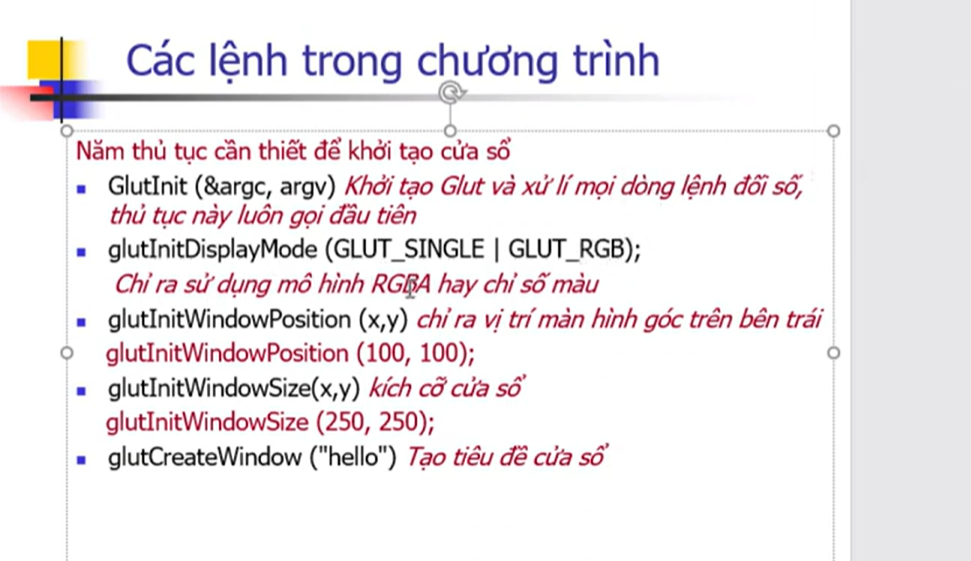 Các lệnh trong chương trình
Năm thủ tục cần thiết để khởi tạo cửa sổ
GlutInit (&argc, argv) Khởi tạo Glut và xử lí mọi dòng lệnh đối số,
thủ tục này luôn gọi đầu tiên
glutInitDisplayMode (GLUT_SINGLE | GLUT_RGB);
Chỉ ra sử dụng mô hình RGBA hay chỉ số màu
glutInitWindowPosition (x,y) chỉ ra vị trí màn hình góc trên bên trái
glutInitWindowPosition (100, 100);
glutInitWindowSize(x,y) kích cỡ cửa sổ
glutInitWindowSize (250, 250);
glutCreateWindow ("hello") Tạo tiêu đề cửa sổ